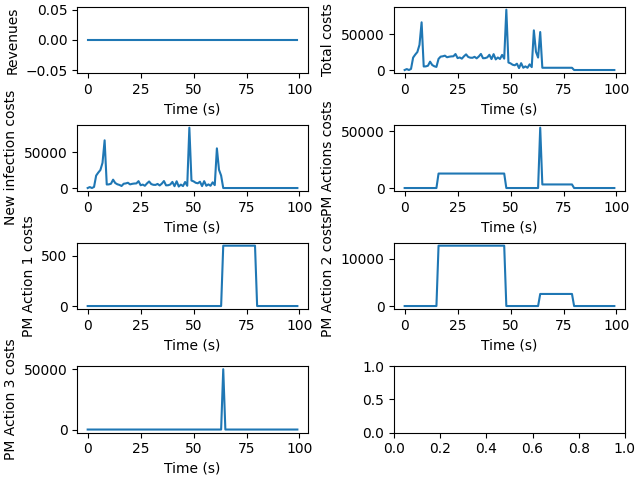 Revenues
0.05
0.00
−0.05
0 25 50 75 100
Time (s)
Total costs
50000
0
0 25 50 75 100
Time (s)
New infection costs
50000
0
0 25 50 75 100
Time (s)
PM Actions costs
50000
0
0 25 50 75 100
Time (s)
PM Action 1 costs
500
0
0 25 50 75 100
Time (s)
PM Action 2 costs
10000
0
0 25 50 75 100
Time (s)
PM Action 3 costs
50000
0
0 25 50 75 100
Time (s)
1.0
0.5
0.0
0.0 0.2 0.4 0.6 0.8 1.0